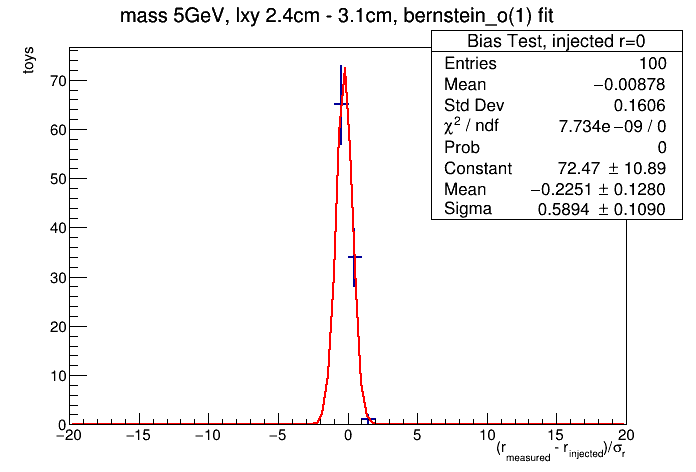 mass 5GeV, lxy 2.4cm - 3.1cm, bernstein_o(1) fit
toys
Bias Test, injected r=0
Entries 100
Mean −0.00878
Std Dev 0.1606
χ² / ndf 7.734e−09 / 0
Prob 0
Constant 72.47 ± 10.89
Mean −0.2251 ± 0.1280
Sigma 0.5894 ± 0.1090
70
60
50
40
30
20
10
0
−20 −15 −10 −5 0 5 10 15 20
(r_measured - r_injected)/σ_r